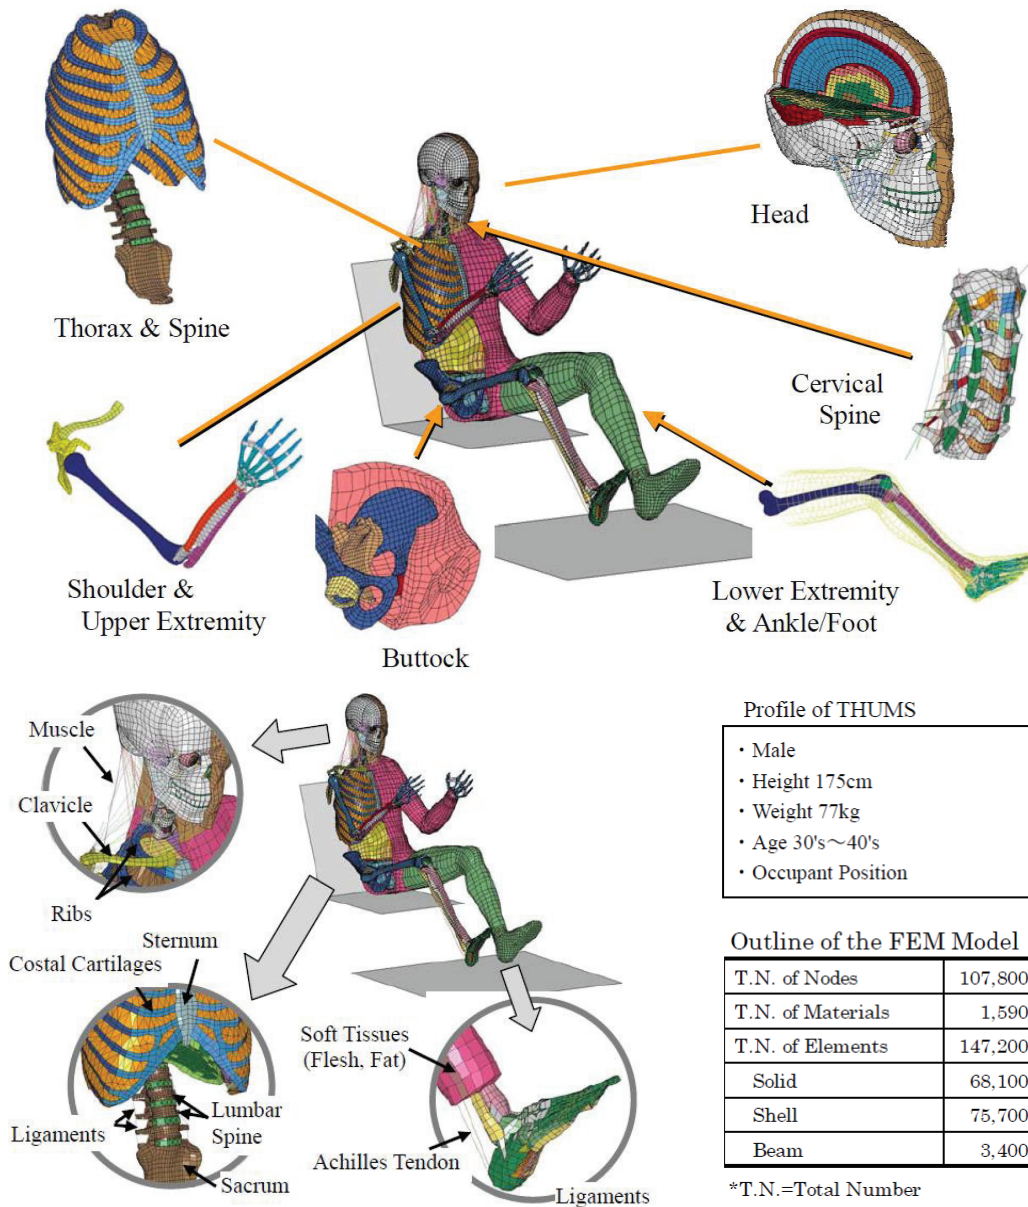 Head
Thorax & Spine
Cervical
Spine
Shoulder &
Upper Extremity
Lower Extremity
& Ankle/Foot
Buttock
Muscle
Clavicle
Ribs
Sternum
Costal Cartilages
Ligaments
Lumbar
Spine
Sacrum
Soft Tissues
(Flesh, Fat)
Achilles Tendon
Ligaments
Profile of THUMS
・Male
・Height 175cm
・Weight 77kg
・Age 30's～40's
・Occupant Position
Outline of the FEM Model
T.N. of Nodes 107,800
T.N. of Materials 1,590
T.N. of Elements 147,200
Solid 68,100
Shell 75,700
Beam 3,400
*T.N.=Total Number